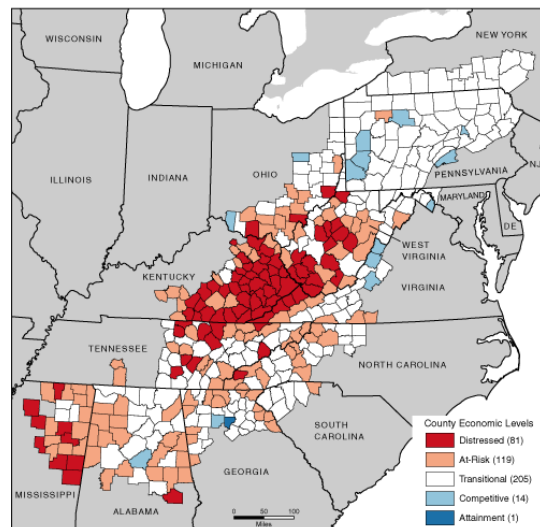 WISCONSIN
NEW YORK
MICHIGAN
PENNSYLVANIA
NJ
OHIO
ILLINOIS
INDIANA
MARYLAND
DE
WEST
VIRGINIA
VIRGINIA
KENTUCKY
TENNESSEE
NORTH CAROLINA
SOUTH
CAROLINA
GEORGIA
MISSISSIPPI
ALABAMA
County Economic Levels
Distressed (81)
At-Risk (119)
Transitional (205)
Competitive (14)
Attainment (1)
0 50 100
Miles